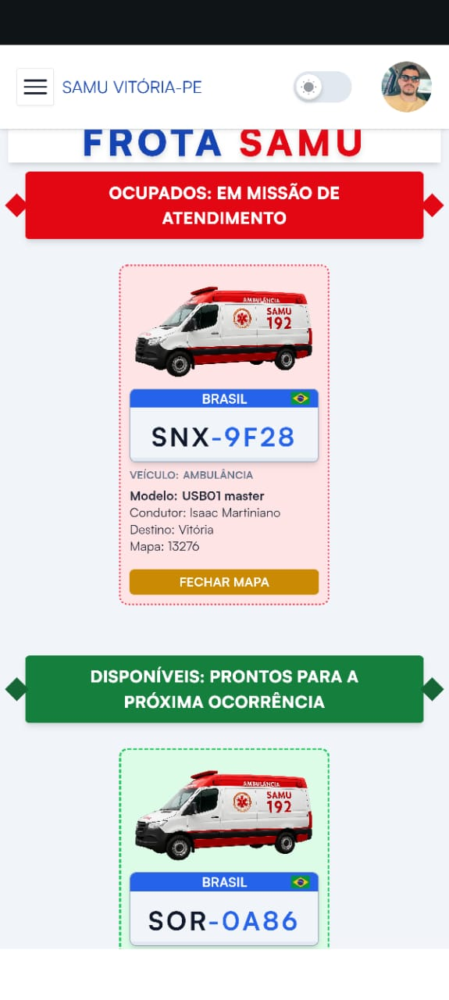 SAMU VITÓRIA-PE
FROTA SAMU
OCUPADOS: EM MISSÃO DE
ATENDIMENTO
AMBULÂNCIA
SAMU
192
BRASIL
SNX-9F28
VEÍCULO: AMBULÂNCIA
Modelo: USB01 master
Condutor: Isaac Martiniano
Destino: Vitória
Mapa: 13276
FECHAR MAPA
DISPONÍVEIS: PRONTOS PARA A
PRÓXIMA OCORRÊNCIA
AMBULÂNCIA
SAMU
192
BRASIL
SOR-0A86